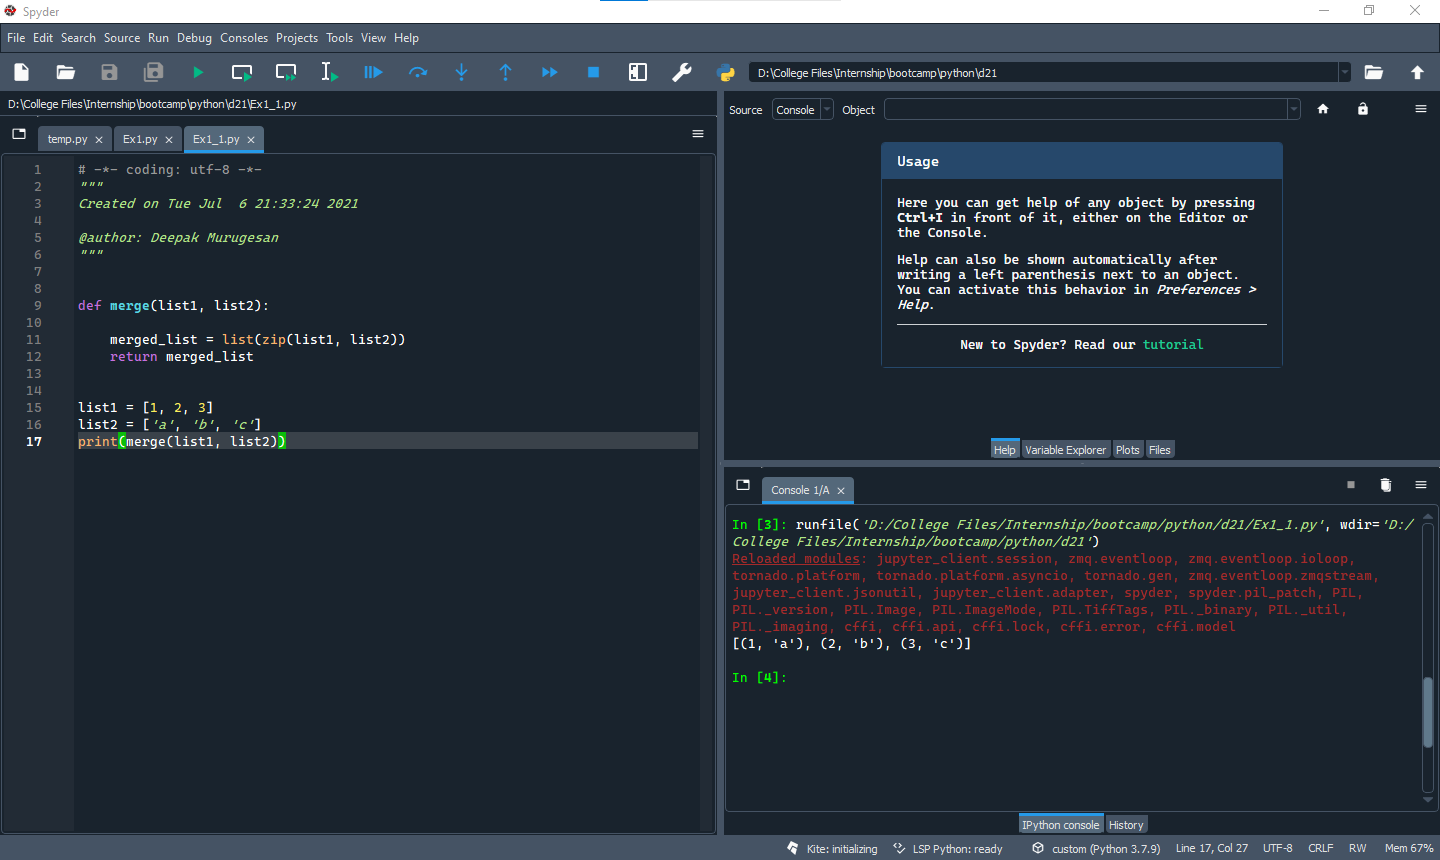 Spyder
File Edit Search Source Run Debug Consoles Projects Tools View Help
D:\College Files\Internship\bootcamp\python\d21
D:\College Files\Internship\bootcamp\python\d21\Ex1_1.py
temp.py Ex1.py Ex1_1.py
1 # -*- coding: utf-8 -*-
2 """
3 Created on Tue Jul  6 21:33:24 2021
4
5 @author: Deepak Murugesan
6 """
7
8
9 def merge(list1, list2):
10
11     merged_list = list(zip(list1, list2))
12     return merged_list
13
14
15 list1 = [1, 2, 3]
16 list2 = ['a', 'b', 'c']
17 print(merge(list1, list2))
Source Console Object
Usage
Here you can get help of any object by pressing
Ctrl+I in front of it, either on the Editor or
the Console.
Help can also be shown automatically after
writing a left parenthesis next to an object.
You can activate this behavior in Preferences >
Help.
New to Spyder? Read our tutorial
Help Variable Explorer Plots Files
Console 1/A
In [3]: runfile('D:/College Files/Internship/bootcamp/python/d21/Ex1_1.py', wdir='D:/
College Files/Internship/bootcamp/python/d21')
Reloaded modules: jupyter_client.session, zmq.eventloop, zmq.eventloop.ioloop,
tornado.platform, tornado.platform.asyncio, tornado.gen, zmq.eventloop.zmqstream,
jupyter_client.jsonutil, jupyter_client.adapter, spyder, spyder.pil_patch, PIL,
PIL._version, PIL.Image, PIL.ImageMode, PIL.TiffTags, PIL._binary, PIL._util,
PIL._imaging, cffi, cffi.api, cffi.lock, cffi.error, cffi.model
[(1, 'a'), (2, 'b'), (3, 'c')]
In [4]:
IPython console History
Kite: initializing LSP Python: ready custom (Python 3.7.9) Line 17, Col 27 UTF-8 CRLF RW Mem 67%